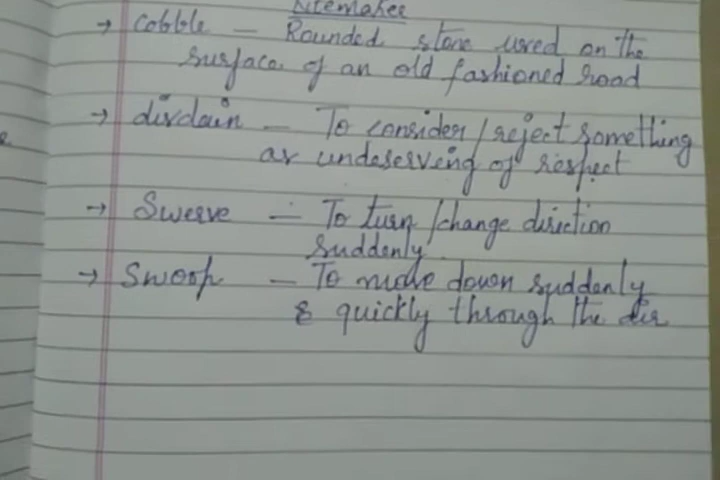 Kitemaker
→ cobble — Rounded stone used on the
surface of an old fashioned road
→ disdain — To consider/reject something
as undeserving of respect
→ Swerve — To turn/change direction
suddenly
→ Swoop — To move down suddenly
& quickly through the air